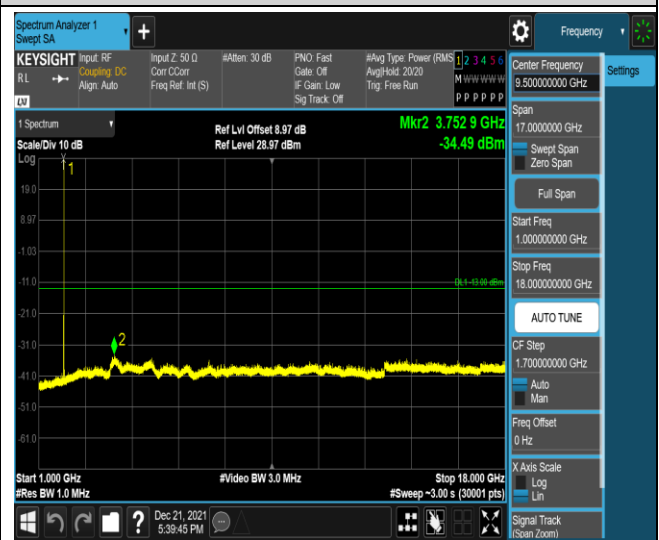 Spectrum Analyzer 1
Swept SA
Frequency
KEYSIGHT
RL
Input: RF
Coupling: DC
Align: Auto
Input Z: 50 Ω
Corr CCorr
Freq Ref: Int (S)
#Atten: 30 dB
PNO: Fast
Gate: Off
IF Gain: Low
Sig Track: Off
#Avg Type: Power (RMS
Avg|Hold: 20/20
Trig: Free Run
1 2 3 4 5 6
M W W W W W
P P P P P P
1 Spectrum
Ref Lvl Offset 8.97 dB
Mkr2 3.752 9 GHz
Scale/Div 10 dB
Ref Level 28.97 dBm
-34.49 dBm
Log
1
19.0
8.97
-1.03
-11.0
DL1 -13.00 dBm
-21.0
-31.0
2
-41.0
-51.0
-61.0
Start 1.000 GHz
#Video BW 3.0 MHz
Stop 18.000 GHz
#Res BW 1.0 MHz
#Sweep ~3.00 s (30001 pts)
Dec 21, 2021
5:39:45 PM
Center Frequency
9.500000000 GHz
Settings
Span
17.0000000 GHz
Swept Span
Zero Span
Full Span
Start Freq
1.000000000 GHz
Stop Freq
18.000000000 GHz
AUTO TUNE
CF Step
1.700000000 GHz
Auto
Man
Freq Offset
0 Hz
X Axis Scale
Log
Lin
Signal Track
(Span Zoom)